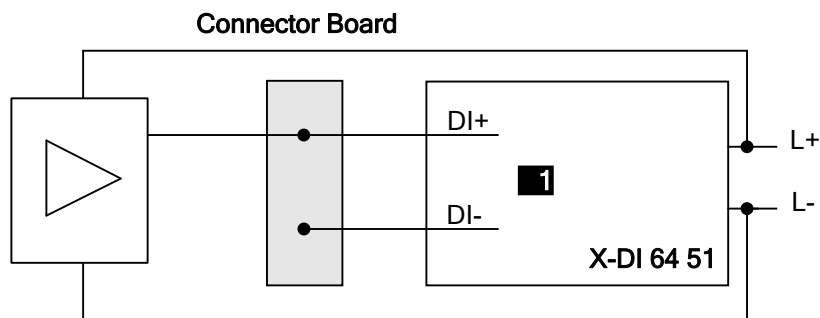 Connector Board
DI+
L+
1
L-
DI-
X-DI 64 51